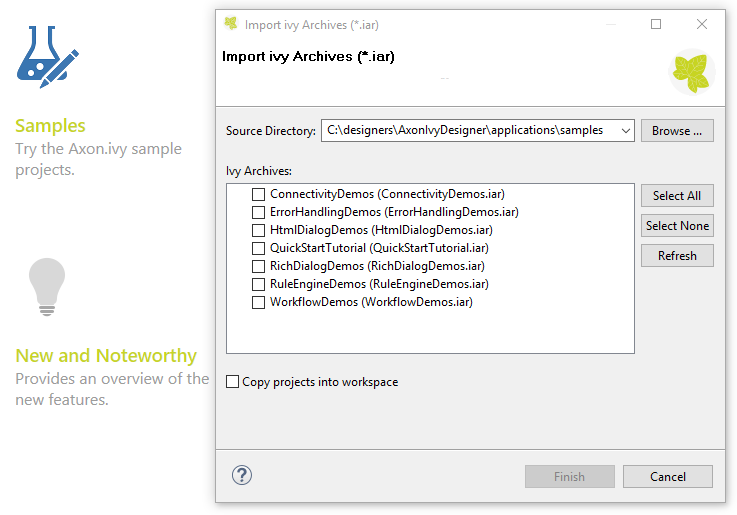 Samples
Try the Axon.ivy sample
projects.
New and Noteworthy
Provides an overview of the
new features.
Import ivy Archives (*.iar)
Import ivy Archives (*.iar)
Source Directory: C:\designers\AxonIvyDesigner\applications\samples Browse ...
Ivy Archives:
ConnectivityDemos (ConnectivityDemos.iar)
ErrorHandlingDemos (ErrorHandlingDemos.iar)
HtmlDialogDemos (HtmlDialogDemos.iar)
QuickStartTutorial (QuickStartTutorial.iar)
RichDialogDemos (RichDialogDemos.iar)
RuleEngineDemos (RuleEngineDemos.iar)
WorkflowDemos (WorkflowDemos.iar)
Select All
Select None
Refresh
Copy projects into workspace
? Finish Cancel